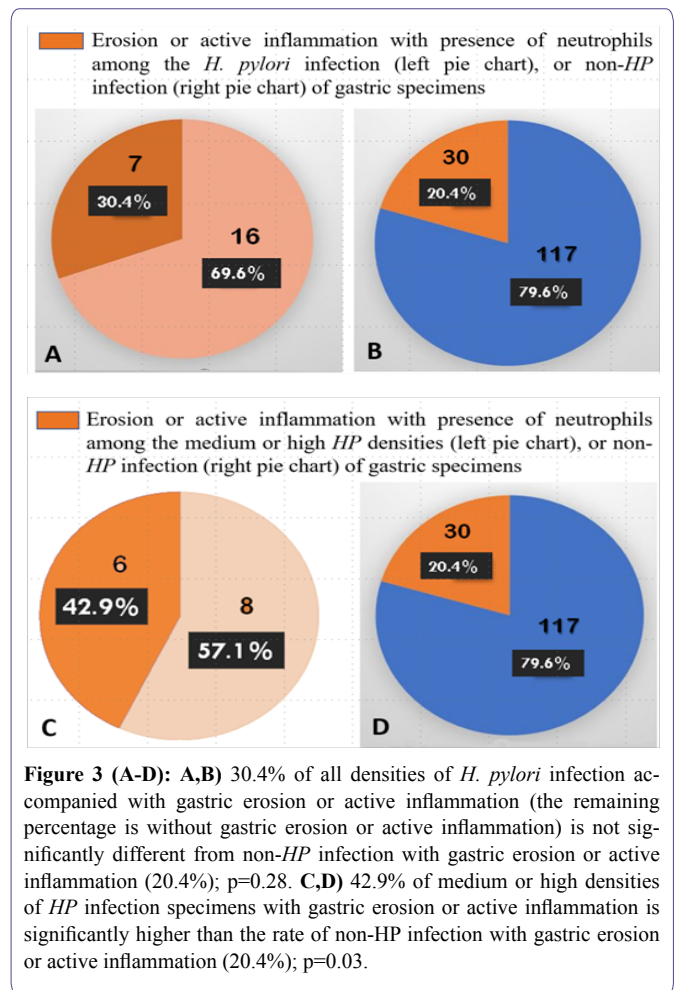 Erosion or active inflammation with presence of neutrophils
among the H. pylori infection (left pie chart), or non-HP
infection (right pie chart) of gastric specimens
7
30.4%
16
69.6%
A
30
20.4%
117
79.6%
B
Erosion or active inflammation with presence of neutrophils
among the medium or high HP densities (left pie chart), or non-
HP infection (right pie chart) of gastric specimens
6
42.9%
8
57.1%
C
30
20.4%
117
79.6%
D
Figure 3 (A-D): A,B) 30.4% of all densities of H. pylori infection ac-
companied with gastric erosion or active inflammation (the remaining
percentage is without gastric erosion or active inflammation) is not sig-
nificantly different from non-HP infection with gastric erosion or active
inflammation (20.4%); p=0.28. C,D) 42.9% of medium or high densities
of HP infection specimens with gastric erosion or active inflammation is
significantly higher than the rate of non-HP infection with gastric erosion
or active inflammation (20.4%); p=0.03.